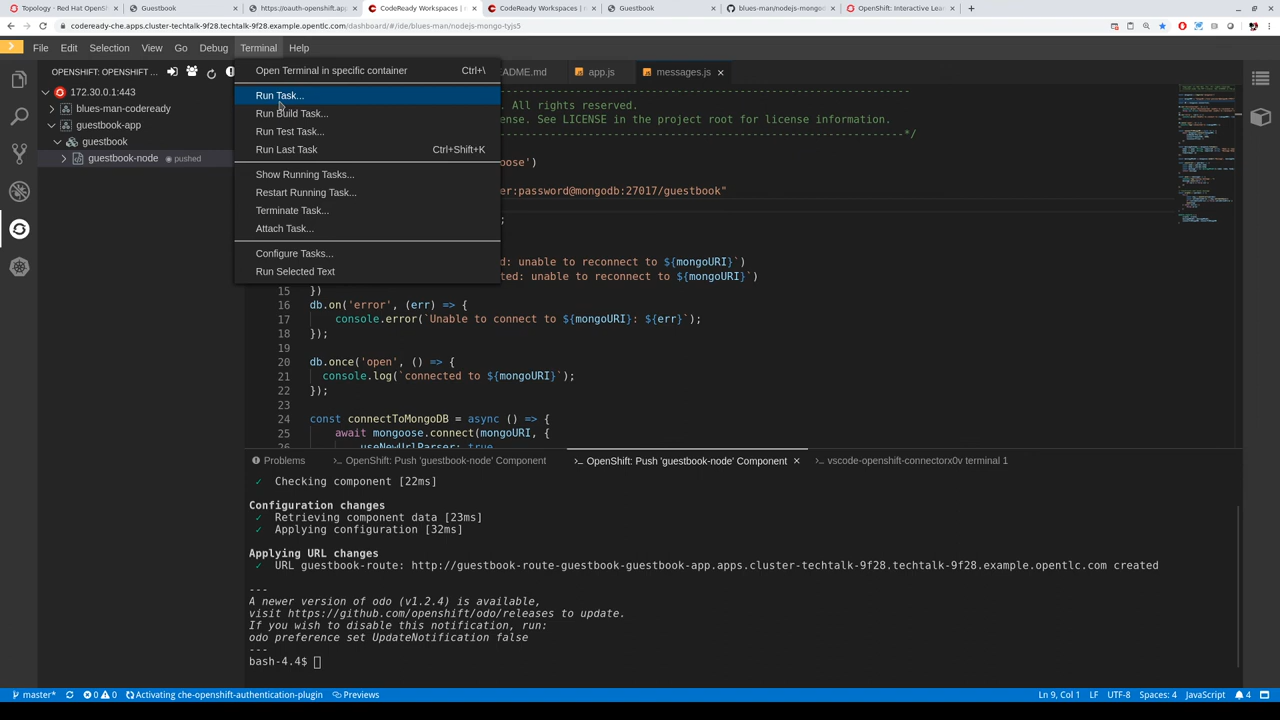 Topology · Red Hat OpenSh
Guestbook
https://oauth-openshift.app
CodeReady Workspaces |
CodeReady Workspaces | m
Guestbook
blues-man/nodejs-mongo
OpenShift: Interactive Lear
codeready-che.apps.cluster-techtalk-9f28.techtalk-9f28.example.opentlc.com/dashboard/#/ide/blues-man/nodejs-mongo-tyjs5
File Edit Selection View Go Debug Terminal Help
OPENSHIFT: OPENSHIFT ...
172.30.0.1:443
blues-man-codeready
guestbook-app
guestbook
guestbook-node pushed
Open Terminal in specific container Ctrl+\
Run Task...
Run Build Task...
Run Test Task...
Run Last Task Ctrl+Shift+K
Show Running Tasks...
Restart Running Task...
Terminate Task...
Attach Task...
Configure Tasks...
Run Selected Text
DME.md
app.js
messages.js
----------------------------------------
. All rights reserved.
ense. See LICENSE in the project root for license information.
--------------------------------------*/
oose')
er:password@mongodb:27017/guestbook"
;
d: unable to reconnect to ${mongoURI}`)
ted: unable to reconnect to ${mongoURI}`)
15 })
16 db.on('error', (err) => {
17 console.error(`Unable to connect to ${mongoURI}: ${err}`);
18 });
19
20 db.once('open', () => {
21 console.log(`connected to ${mongoURI}`);
22 });
23
24 const connectToMongoDB = async () => {
25 await mongoose.connect(mongoURI, {
26 useNewUrlParser: true
Problems
OpenShift: Push 'guestbook-node' Component
OpenShift: Push 'guestbook-node' Component
vscode-openshift-connectorx0v terminal 1
✓ Checking component [22ms]
Configuration changes
✓ Retrieving component data [23ms]
✓ Applying configuration [32ms]
Applying URL changes
✓ URL guestbook-route: http://guestbook-route-guestbook-guestbook-app.apps.cluster-techtalk-9f28.techtalk-9f28.example.opentlc.com created
---
A newer version of odo (v1.2.4) is available,
visit https://github.com/openshift/odo/releases to update.
If you wish to disable this notification, run:
odo preference set UpdateNotification false
---
bash-4.4$
master* 0 0 Activating che-openshift-authentication-plugin Previews
Ln 9, Col 1 LF UTF-8 Spaces: 4 JavaScript 4